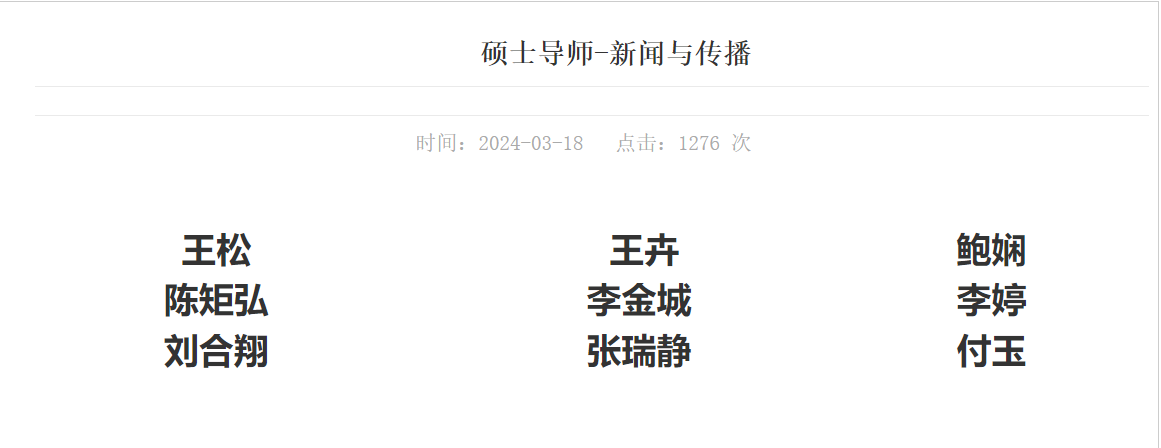 硕士导师-新闻与传播
时间：2024-03-18 点击：1276 次
王松 王卉 鲍娴
陈矩弘 李金城 李婷
刘合翔 张瑞静 付玉